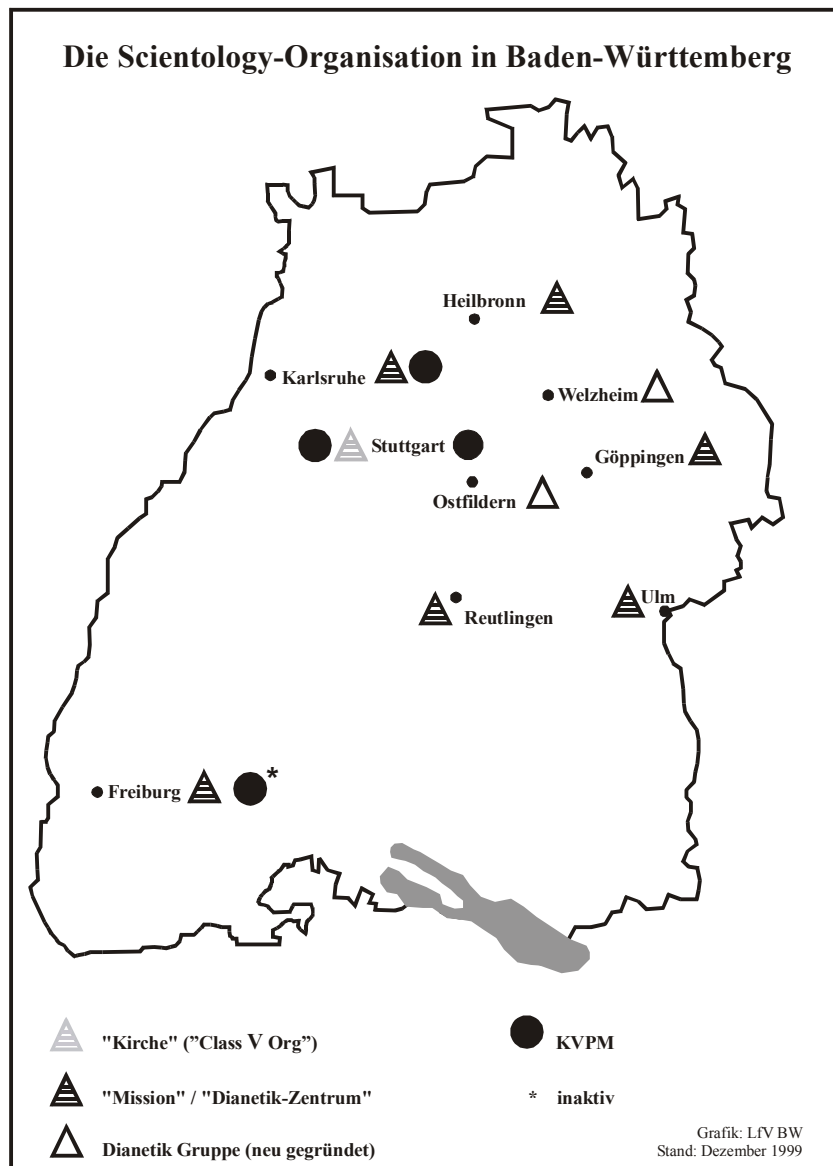 Die Scientology-Organisation in Baden-Württemberg
Heilbronn
Karlsruhe
Welzheim
Stuttgart
Göppingen
Ostfildern
Ulm
Reutlingen
*
Freiburg
"Kirche" ("Class V Org")
KVPM
"Mission" / "Dianetik-Zentrum"
* inaktiv
Dianetik Gruppe (neu gegründet)
Grafik: LfV BW
Stand: Dezember 1999